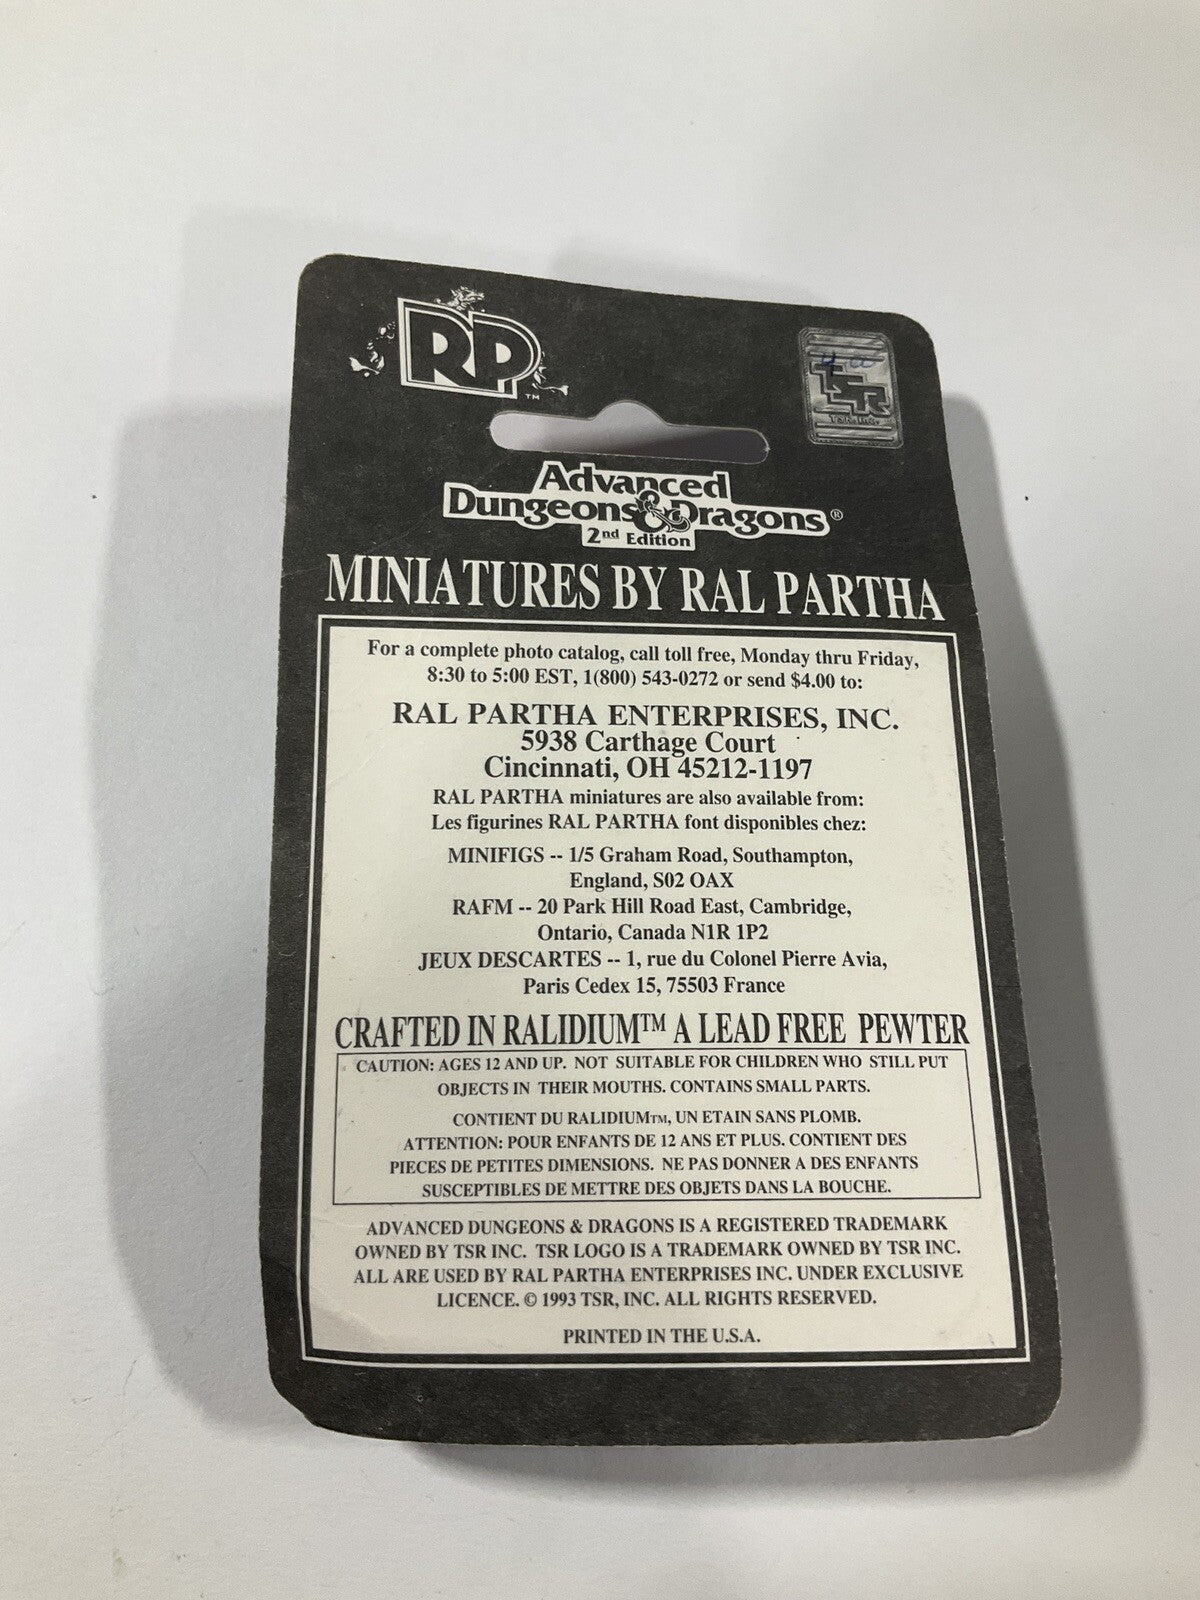 RP™
TSR
Advanced
Dungeons & Dragons®
2nd Edition
MINIATURES BY RAL PARTHA
For a complete photo catalog, call toll free, Monday thru Friday,
8:30 to 5:00 EST, 1(800) 543-0272 or send $4.00 to:
RAL PARTHA ENTERPRISES, INC.
5938 Carthage Court
Cincinnati, OH 45212-1197
RAL PARTHA miniatures are also available from:
Les figurines RAL PARTHA font disponibles chez:
MINIFIGS -- 1/5 Graham Road, Southampton,
England, S02 OAX
RAFM -- 20 Park Hill Road East, Cambridge,
Ontario, Canada N1R 1P2
JEUX DESCARTES -- 1, rue du Colonel Pierre Avia,
Paris Cedex 15, 75503 France
CRAFTED IN RALIDIUM™ A LEAD FREE PEWTER
CAUTION: AGES 12 AND UP. NOT SUITABLE FOR CHILDREN WHO STILL PUT
OBJECTS IN THEIR MOUTHS. CONTAINS SMALL PARTS.
CONTIENT DU RALIDIUM™, UN ETAIN SANS PLOMB.
ATTENTION: POUR ENFANTS DE 12 ANS ET PLUS. CONTIENT DES
PIECES DE PETITES DIMENSIONS. NE PAS DONNER A DES ENFANTS
SUSCEPTIBLES DE METTRE DES OBJETS DANS LA BOUCHE.
ADVANCED DUNGEONS & DRAGONS IS A REGISTERED TRADEMARK
OWNED BY TSR INC. TSR LOGO IS A TRADEMARK OWNED BY TSR INC.
ALL ARE USED BY RAL PARTHA ENTERPRISES INC. UNDER EXCLUSIVE
LICENCE. © 1993 TSR, INC. ALL RIGHTS RESERVED.
PRINTED IN THE U.S.A.